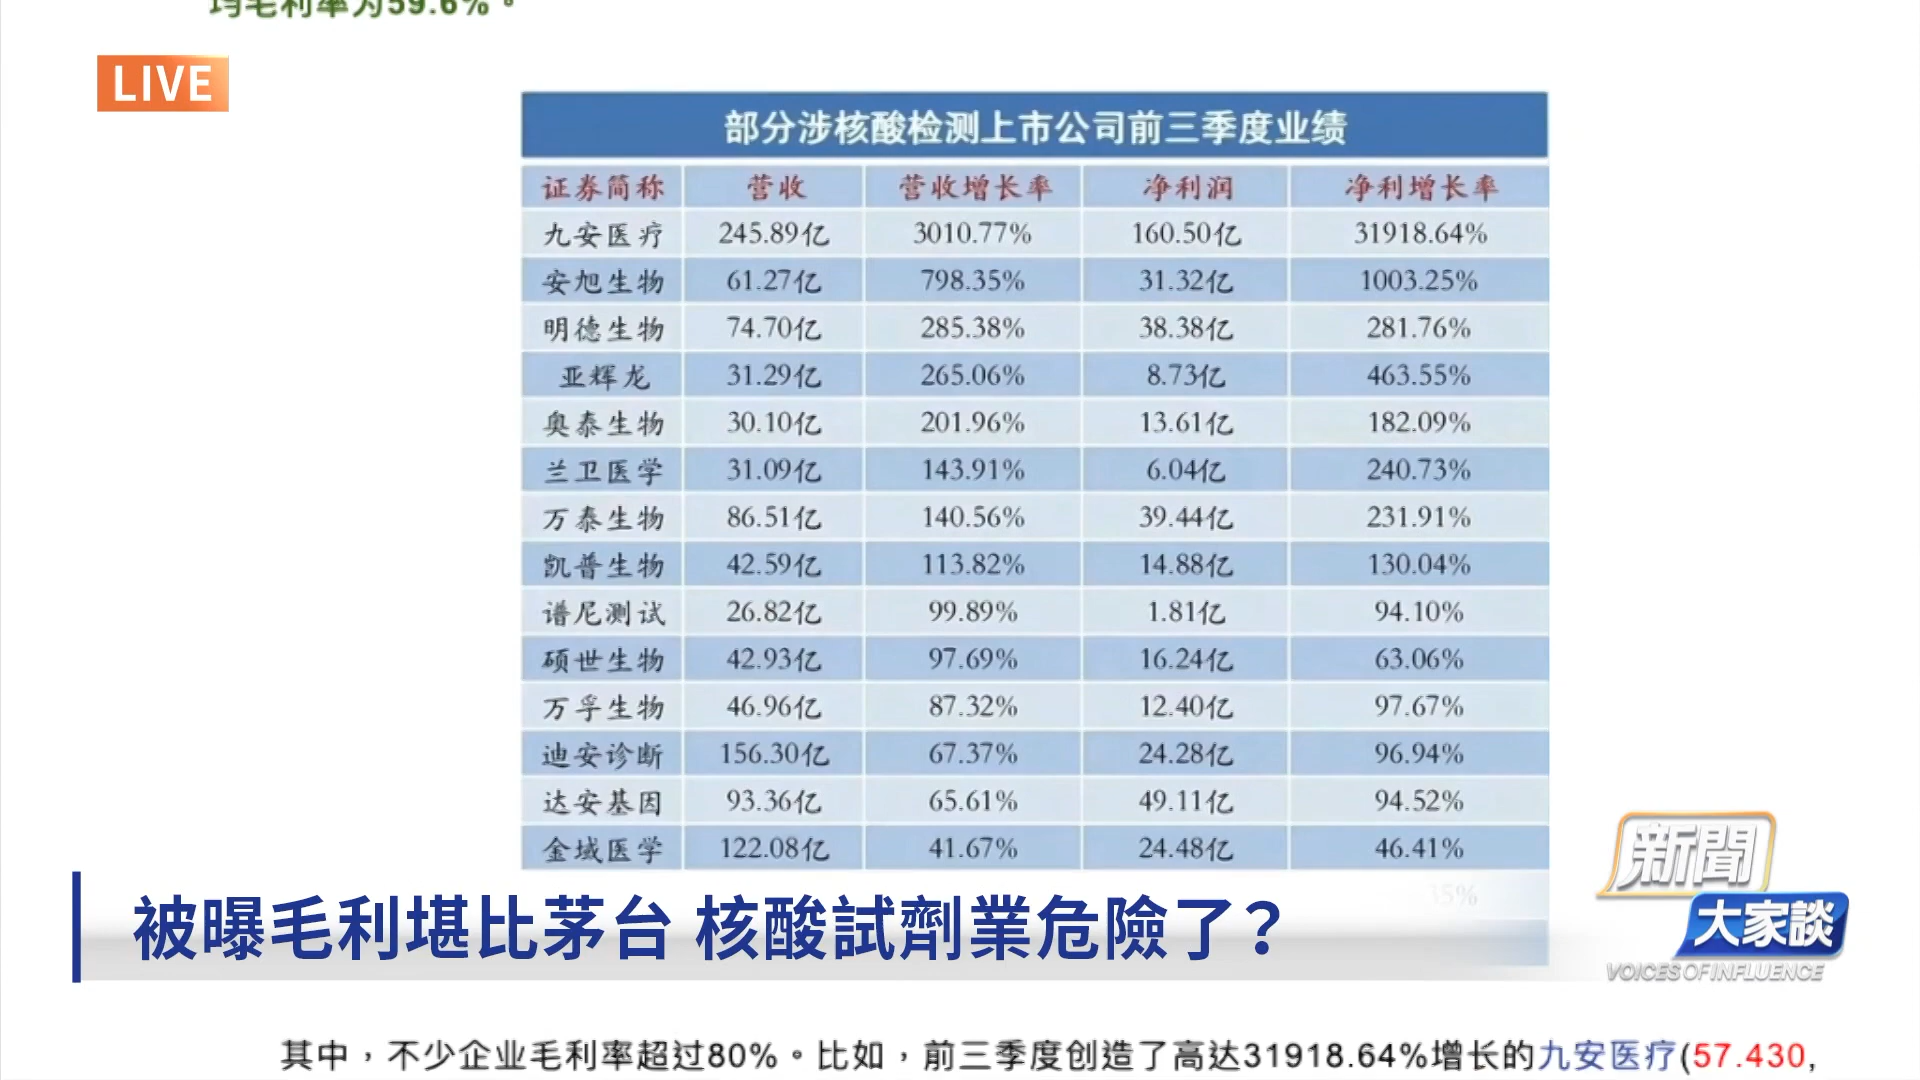 均毛利率为59.6%。
LIVE
部分涉核酸检测上市公司前三季度业绩
证券简称 营收 营收增长率 净利润 净利增长率
九安医疗 245.89亿 3010.77% 160.50亿 31918.64%
安旭生物 61.27亿 798.35% 31.32亿 1003.25%
明德生物 74.70亿 285.38% 38.38亿 281.76%
亚辉龙 31.29亿 265.06% 8.73亿 463.55%
奥泰生物 30.10亿 201.96% 13.61亿 182.09%
兰卫医学 31.09亿 143.91% 6.04亿 240.73%
万泰生物 86.51亿 140.56% 39.44亿 231.91%
凯普生物 42.59亿 113.82% 14.88亿 130.04%
谱尼测试 26.82亿 99.89% 1.81亿 94.10%
硕世生物 42.93亿 97.69% 16.24亿 63.06%
万孚生物 46.96亿 87.32% 12.40亿 97.67%
迪安诊断 156.30亿 67.37% 24.28亿 96.94%
达安基因 93.36亿 65.61% 49.11亿 94.52%
金域医学 122.08亿 41.67% 24.48亿 46.41%
被曝毛利堪比茅台 核酸試劑業危險了?
新聞
大家談
VOICES OF INFLUENCE
其中，不少企业毛利率超过80%。比如，前三季度创造了高达31918.64%增长的九安医疗(57.430,